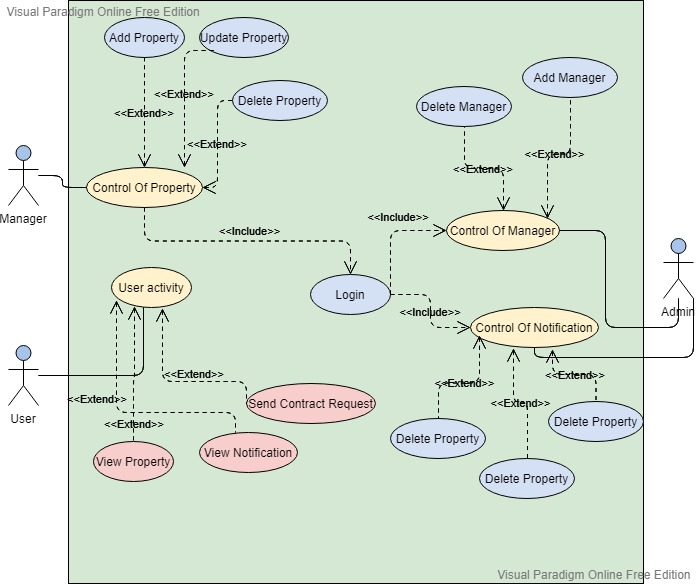 Visual Paradigm Online Free Edition
Add Property
Update Property
<<Extend>>
<<Extend>>
Delete Property
<<Extend>>
Add Manager
Delete Manager
<<Extend>>
<<Extend>>
Manager
Control Of Property
<<Include>>
<<Include>>
Control Of Manager
User activity
Login
<<Include>>
Control Of Notification
Admin
User
<<Extend>>
<<Extend>>
<<Extend>>
Send Contract Request
View Property
View Notification
<<Extend>>
<<Extend>>
<<Extend>>
Delete Property
Delete Property
Delete Property
Visual Paradigm Online Free Edition